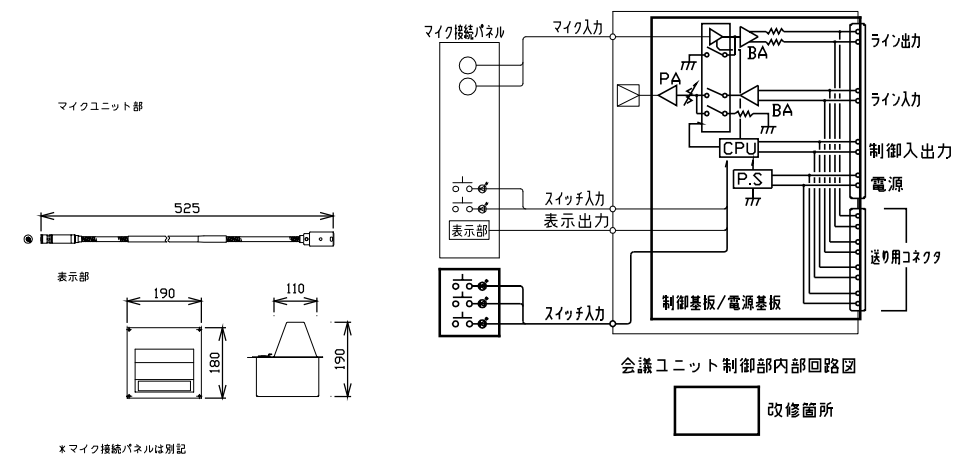 マイクユニット部
525
表示部
190
180
110
190
＊マイク接続パネルは別記
マイク接続パネル
マイク入力
スイッチ入力
表示出力
表示部
スイッチ入力
BA
PA
BA
CPU
P.S
制御基板/電源基板
ライン出力
ライン入力
制御入出力
電源
送り用コネクタ
会議ユニット制御部内部回路図
改修箇所